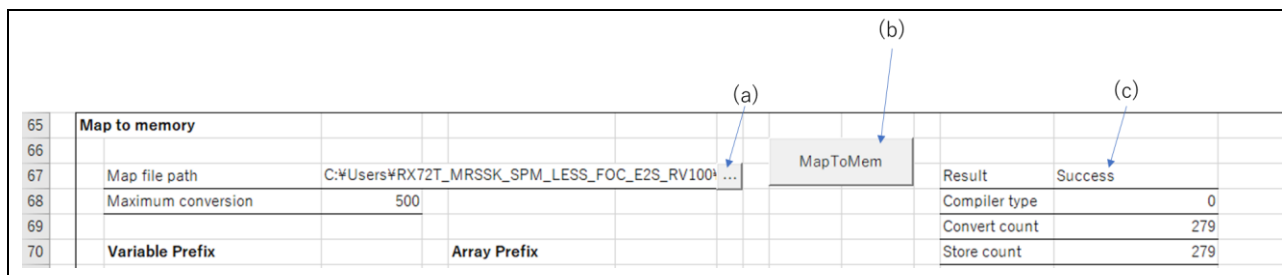 (b)
(a)
(c)
65 Map to memory
66 MapToMem
67 Map file path C:¥Users¥RX72T_MRSSK_SPM_LESS_FOC_E2S_RV100¥ ... Result Success
68 Maximum conversion 500 Compiler type 0
69 Convert count 279
70 Variable Prefix Array Prefix Store count 279